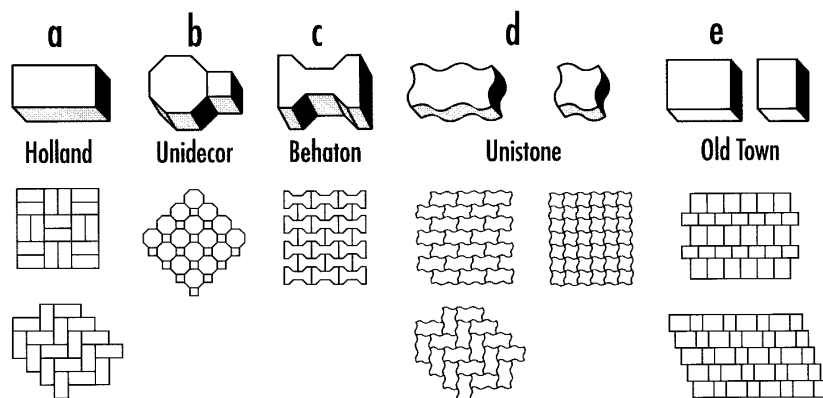 a
b
c
d
e
Holland
Unidecor
Behaton
Unistone
Old Town